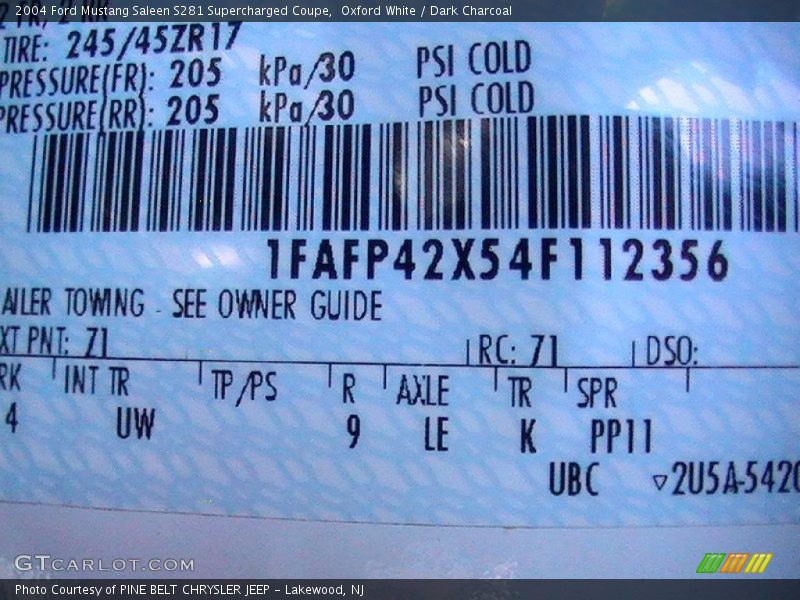 2004 Ford Mustang Saleen S281 Supercharged Coupe,  Oxford White / Dark Charcoal
TIRE: 245/45ZR17
PRESSURE(FR): 205 kPa/30 PSI COLD
PRESSURE(RR): 205 kPa/30 PSI COLD
1FAFP42X54F112356
AILER TOWING - SEE OWNER GUIDE
XT PNT: 71 RC: 71 DSO:
RK INT TR TP/PS R AXLE TR SPR
4 UW 9 LE K PP11
UBC ▽2U5A-5420
GTCARLOT.COM
Photo Courtesy of PINE BELT CHRYSLER JEEP – Lakewood, NJ